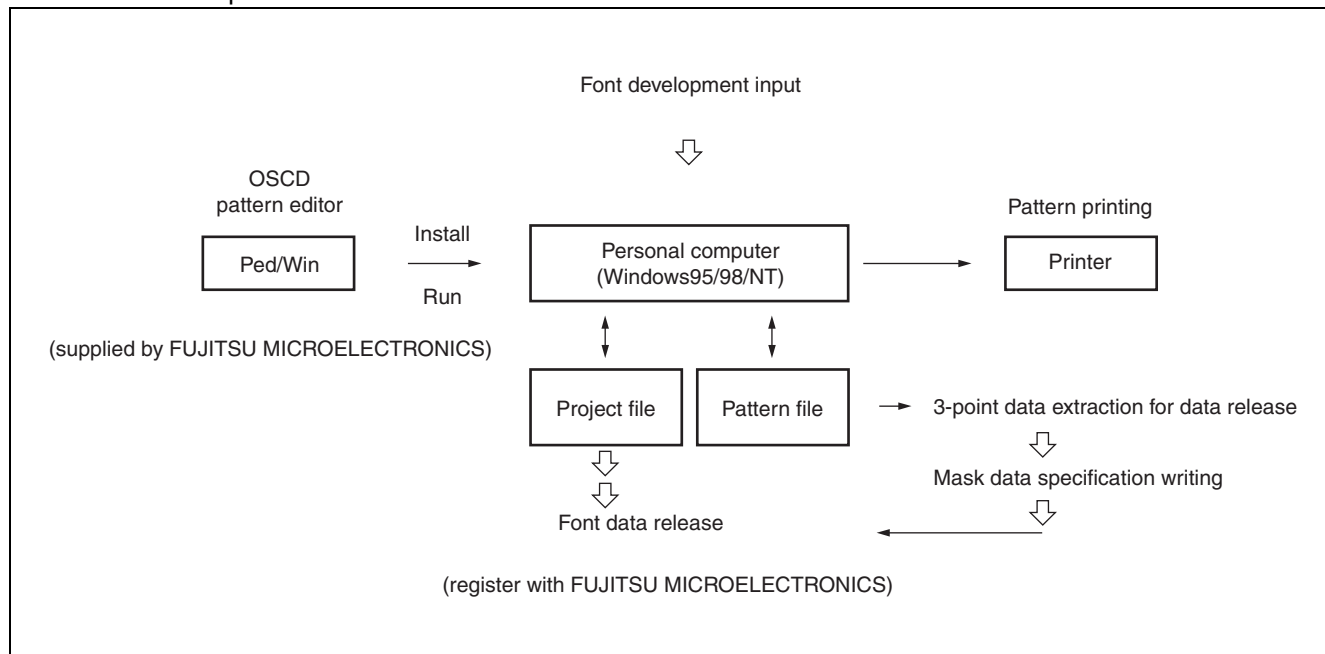 Font development input
OSCD
pattern editor
Ped/Win
Install
Run
Personal computer
(Windows95/98/NT)
Pattern printing
Printer
(supplied by FUJITSU MICROELECTRONICS)
Project file
Pattern file
3-point data extraction for data release
Mask data specification writing
Font data release
(register with FUJITSU MICROELECTRONICS)